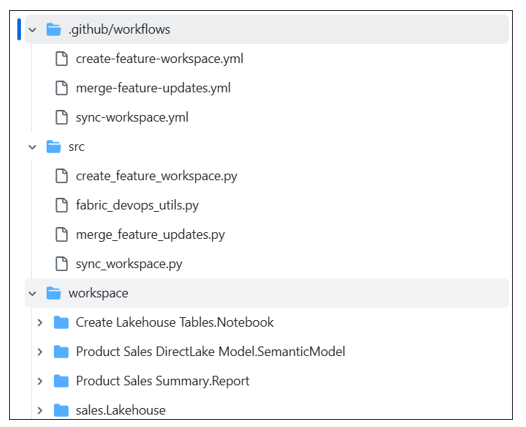 .github/workflows
create-feature-workspace.yml
merge-feature-updates.yml
sync-workspace.yml
src
create_feature_workspace.py
fabric_devops_utils.py
merge_feature_updates.py
sync_workspace.py
workspace
Create Lakehouse Tables.Notebook
Product Sales DirectLake Model.SemanticModel
Product Sales Summary.Report
sales.Lakehouse